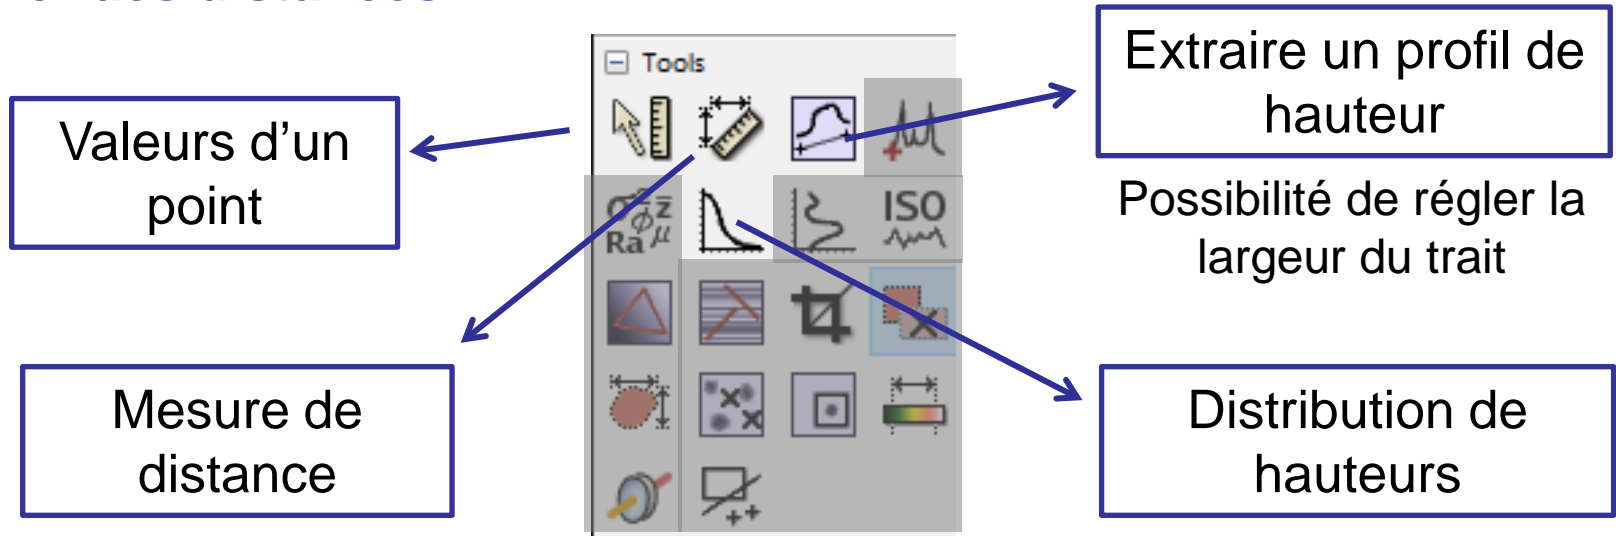 Tools
Valeurs d’un
point
Extraire un profil de
hauteur
Possibilité de régler la
largeur du trait
ISO
Ra
Mesure de
distance
Distribution de
hauteurs